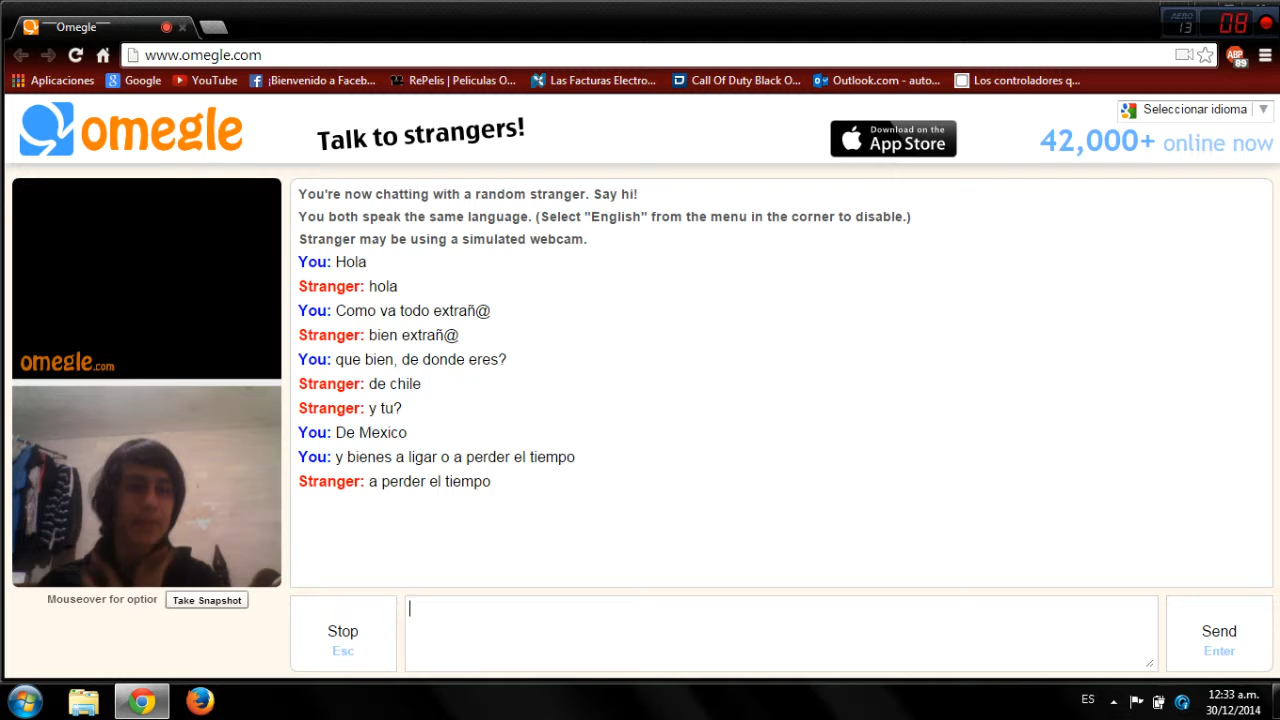 Omegle
AERO
13
08
www.omegle.com
ABP
89
Aplicaciones
Google
YouTube
¡Bienvenido a Faceb...
RePelis | Peliculas O...
Las Facturas Electro...
Call Of Duty Black O...
Outlook.com - auto...
Los controladores q...
omegle
Talk to strangers!
Download on the
App Store
Seleccionar idioma
42,000+ online now
You're now chatting with a random stranger. Say hi!
You both speak the same language. (Select "English" from the menu in the corner to disable.)
Stranger may be using a simulated webcam.
You: Hola
Stranger: hola
You: Como va todo extrañ@
Stranger: bien extrañ@
You: que bien, de donde eres?
Stranger: de chile
Stranger: y tu?
You: De Mexico
You: y bienes a ligar o a perder el tiempo
Stranger: a perder el tiempo
omegle.com
Mouseover for optior
Take Snapshot
Stop
Esc
Send
Enter
ES
12:33 a.m.
30/12/2014